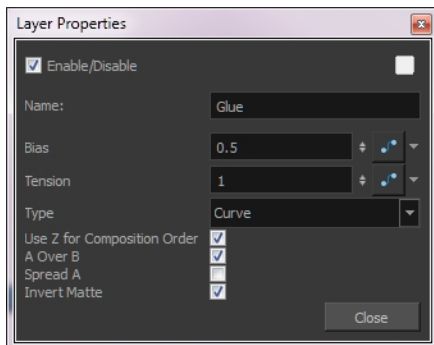 Layer Properties
Enable/Disable
Name: Glue
Bias 0.5
Tension 1
Type Curve
Use Z for Composition Order
A Over B
Spread A
Invert Matte
Close